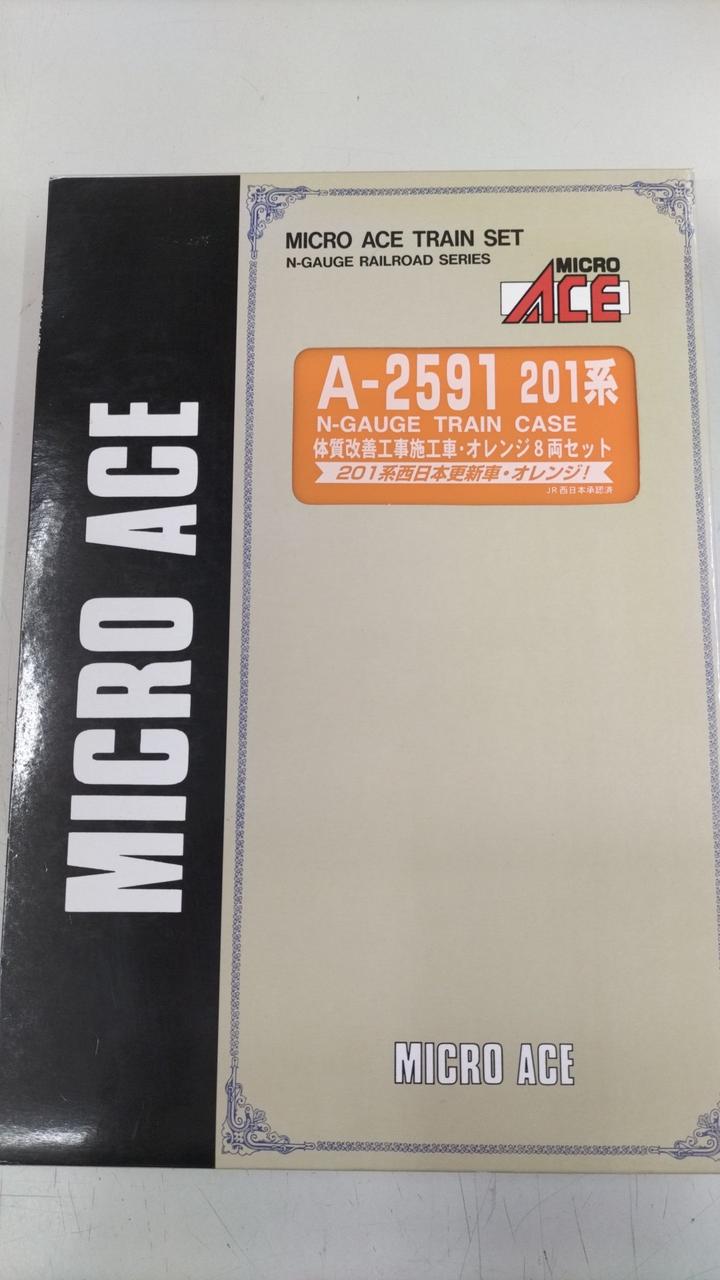 MICRO ACE
MICRO ACE TRAIN SET
N-GAUGE RAILROAD SERIES
MICRO
ACE
A-2591 201系
N-GAUGE TRAIN CASE
体質改善工事施工車・オレンジ8両セット
201系西日本更新車・オレンジ!
JR西日本承認済
MICRO ACE